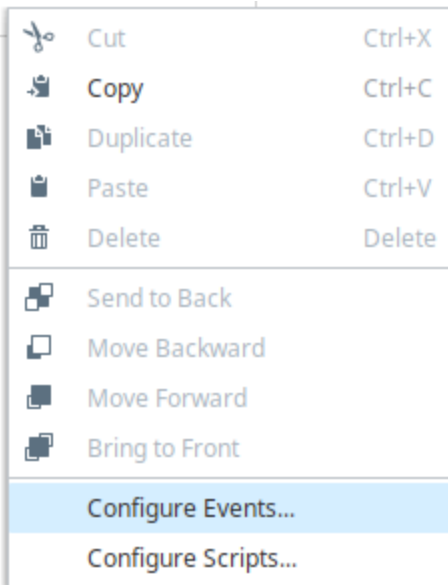 Cut Ctrl+X
Copy Ctrl+C
Duplicate Ctrl+D
Paste Ctrl+V
Delete Delete
Send to Back
Move Backward
Move Forward
Bring to Front
Configure Events...
Configure Scripts...